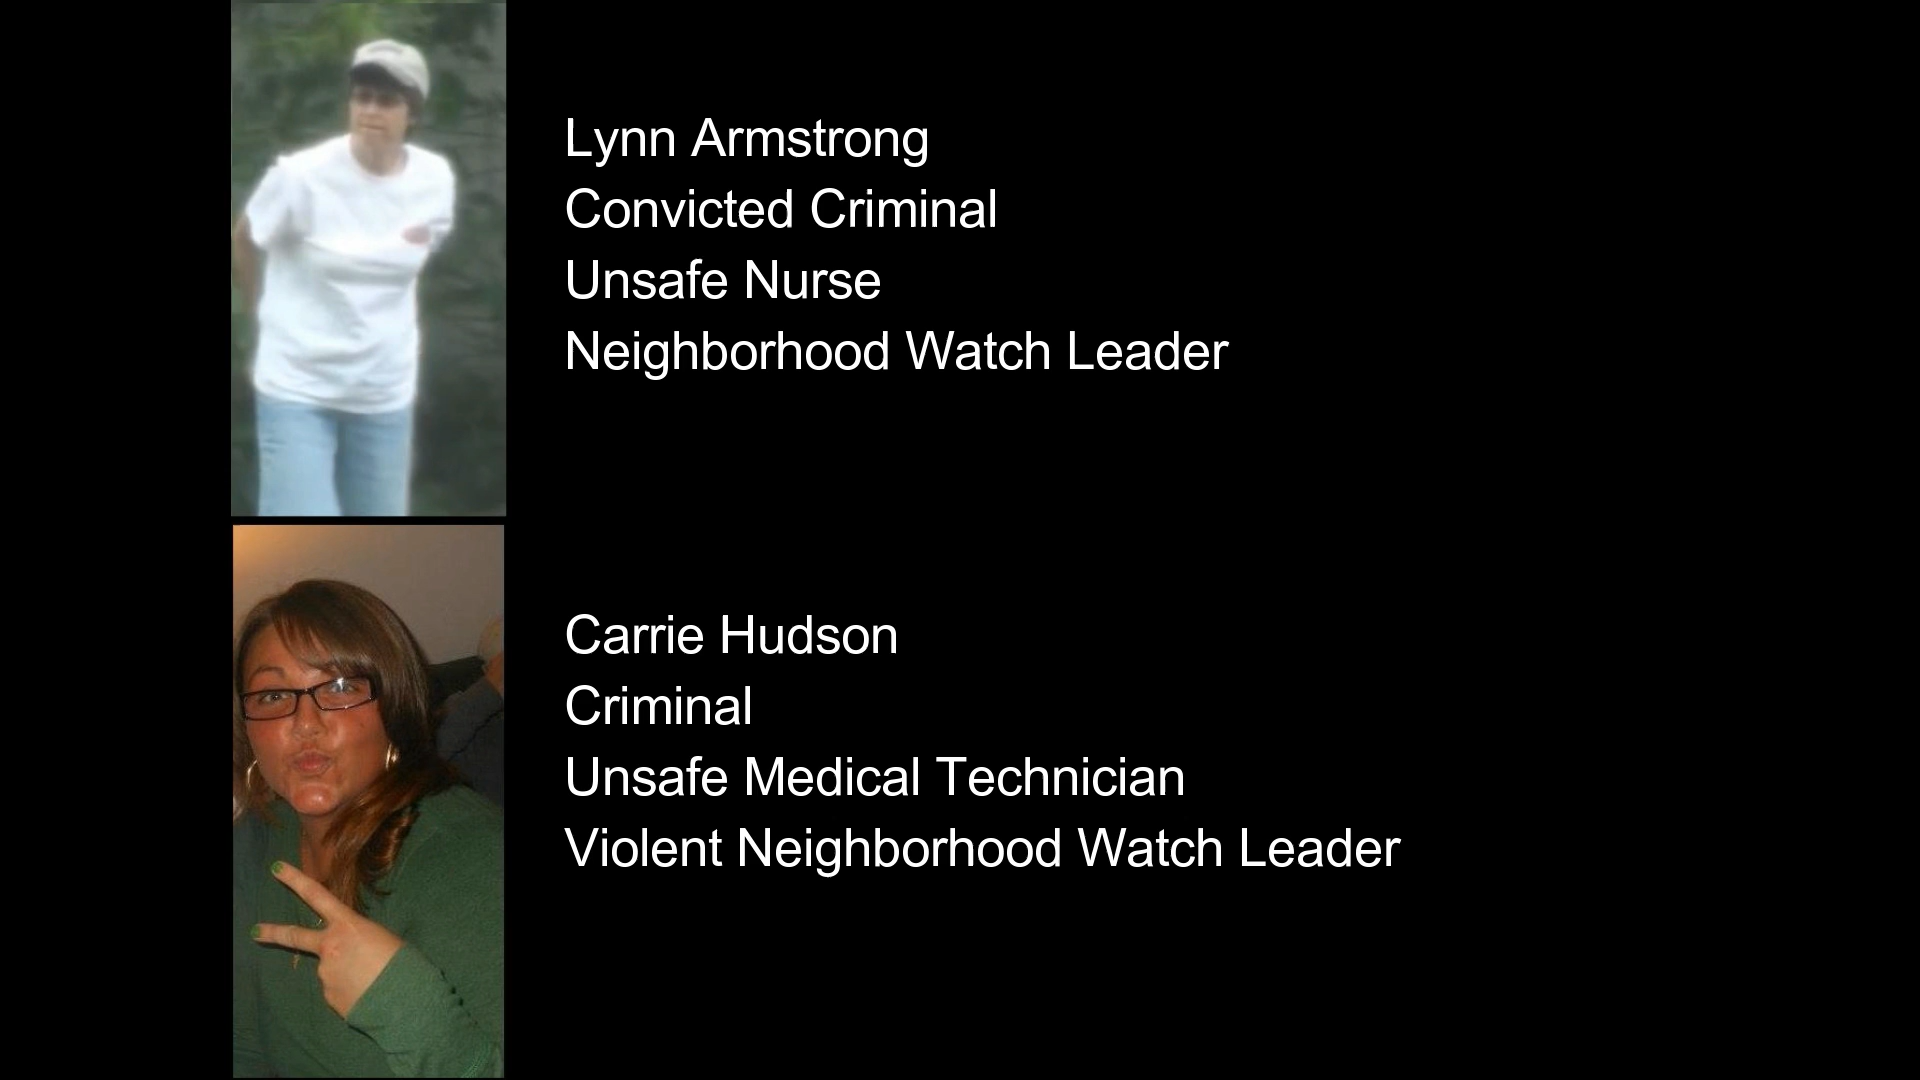 Lynn Armstrong
Convicted Criminal
Unsafe Nurse
Neighborhood Watch Leader
Carrie Hudson
Criminal
Unsafe Medical Technician
Violent Neighborhood Watch Leader